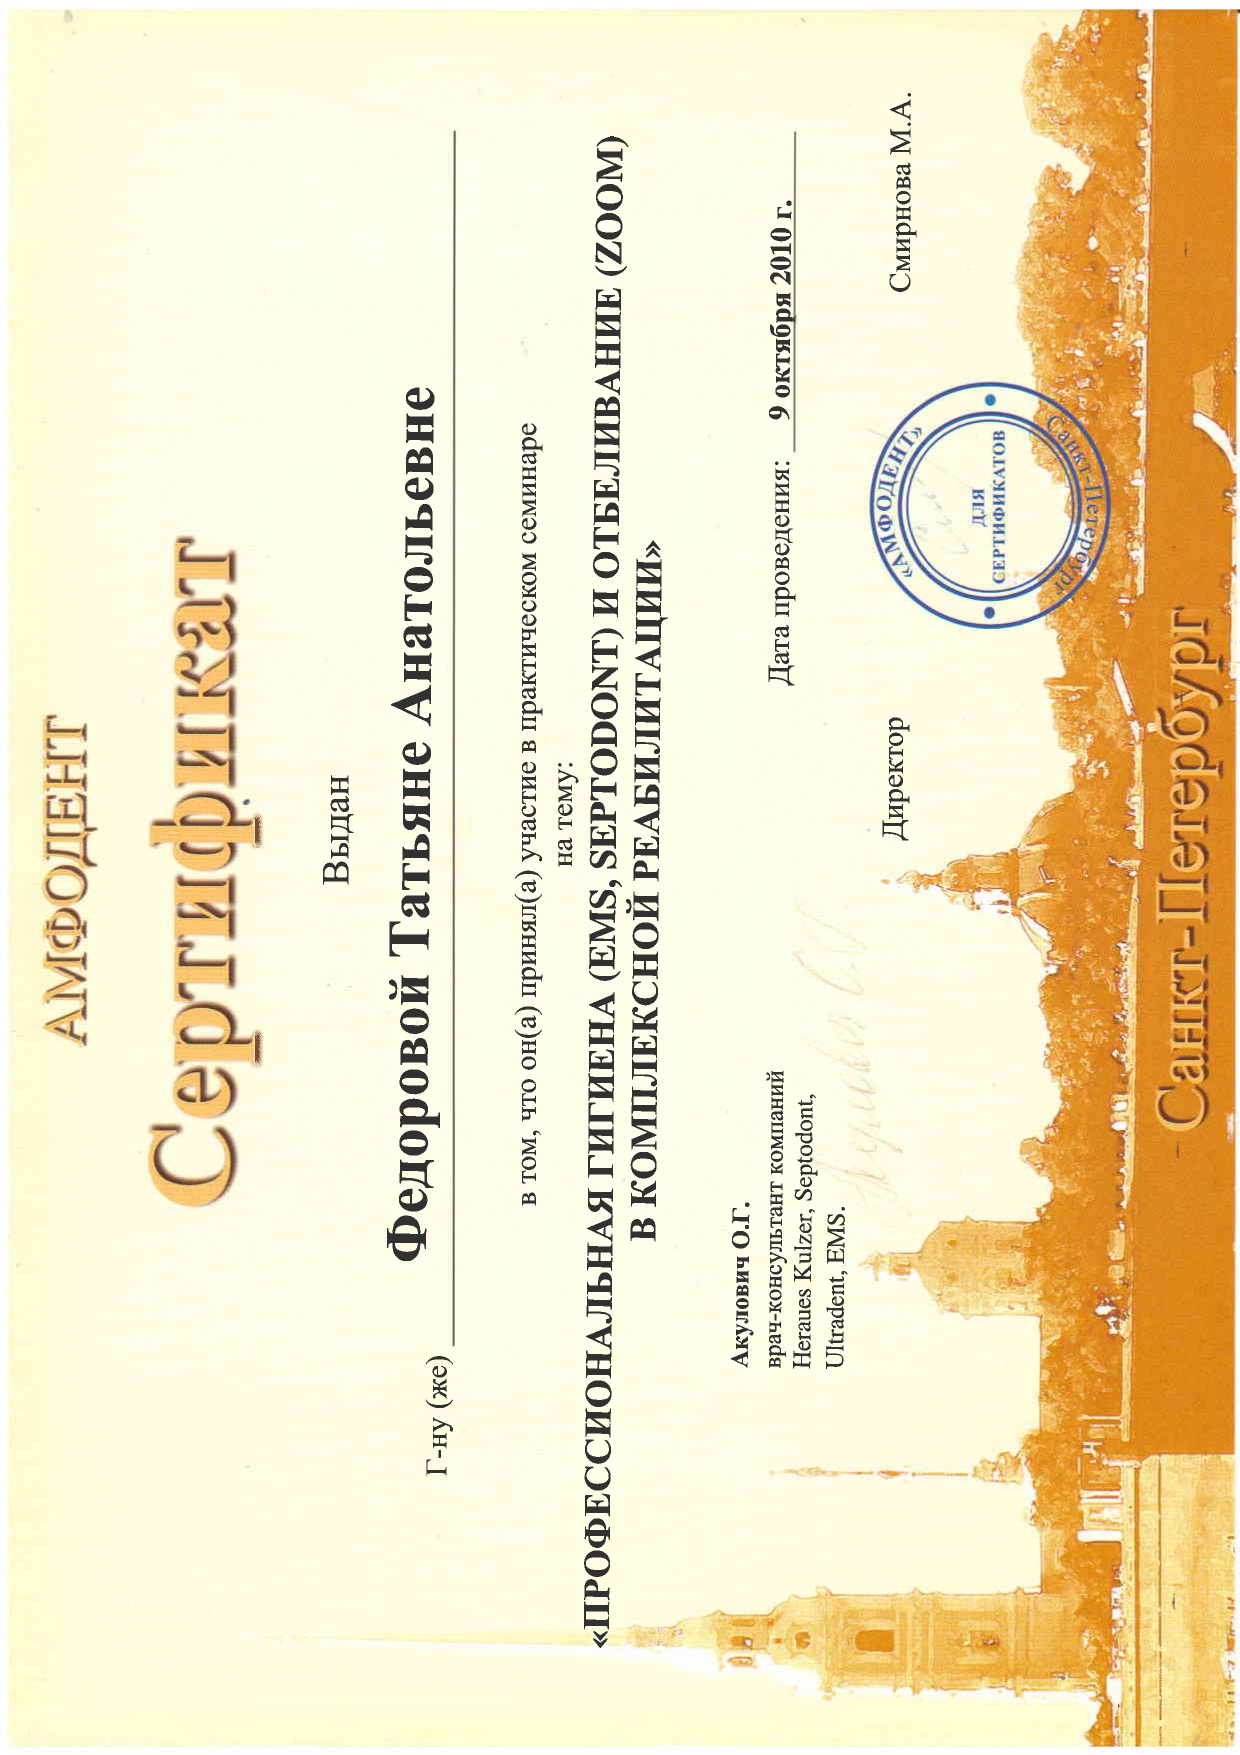 АМФОДЕНТ
Сертификат
Выдан
Г-ну (же) Федоровой Татьяне Анатольевне
в том, что он(а) принял(а) участие в практическом семинаре
на тему:
«ПРОФЕССИОНАЛЬНАЯ ГИГИЕНА (EMS, SEPTODONT) И ОТБЕЛИВАНИЕ (ZOOM)
В КОМПЛЕКСНОЙ РЕАБИЛИТАЦИИ»
Акулович О.Г.
врач-консультант компаний
Heraues Kulzer, Septodont,
Ultradent, EMS.
Дата проведения: 9 октября 2010 г.
Директор
Смирнова М.А.
«АМФОДЕНТ»
ДЛЯ
СЕРТИФИКАТОВ
Санкт-Петербург
Санкт-Петербург